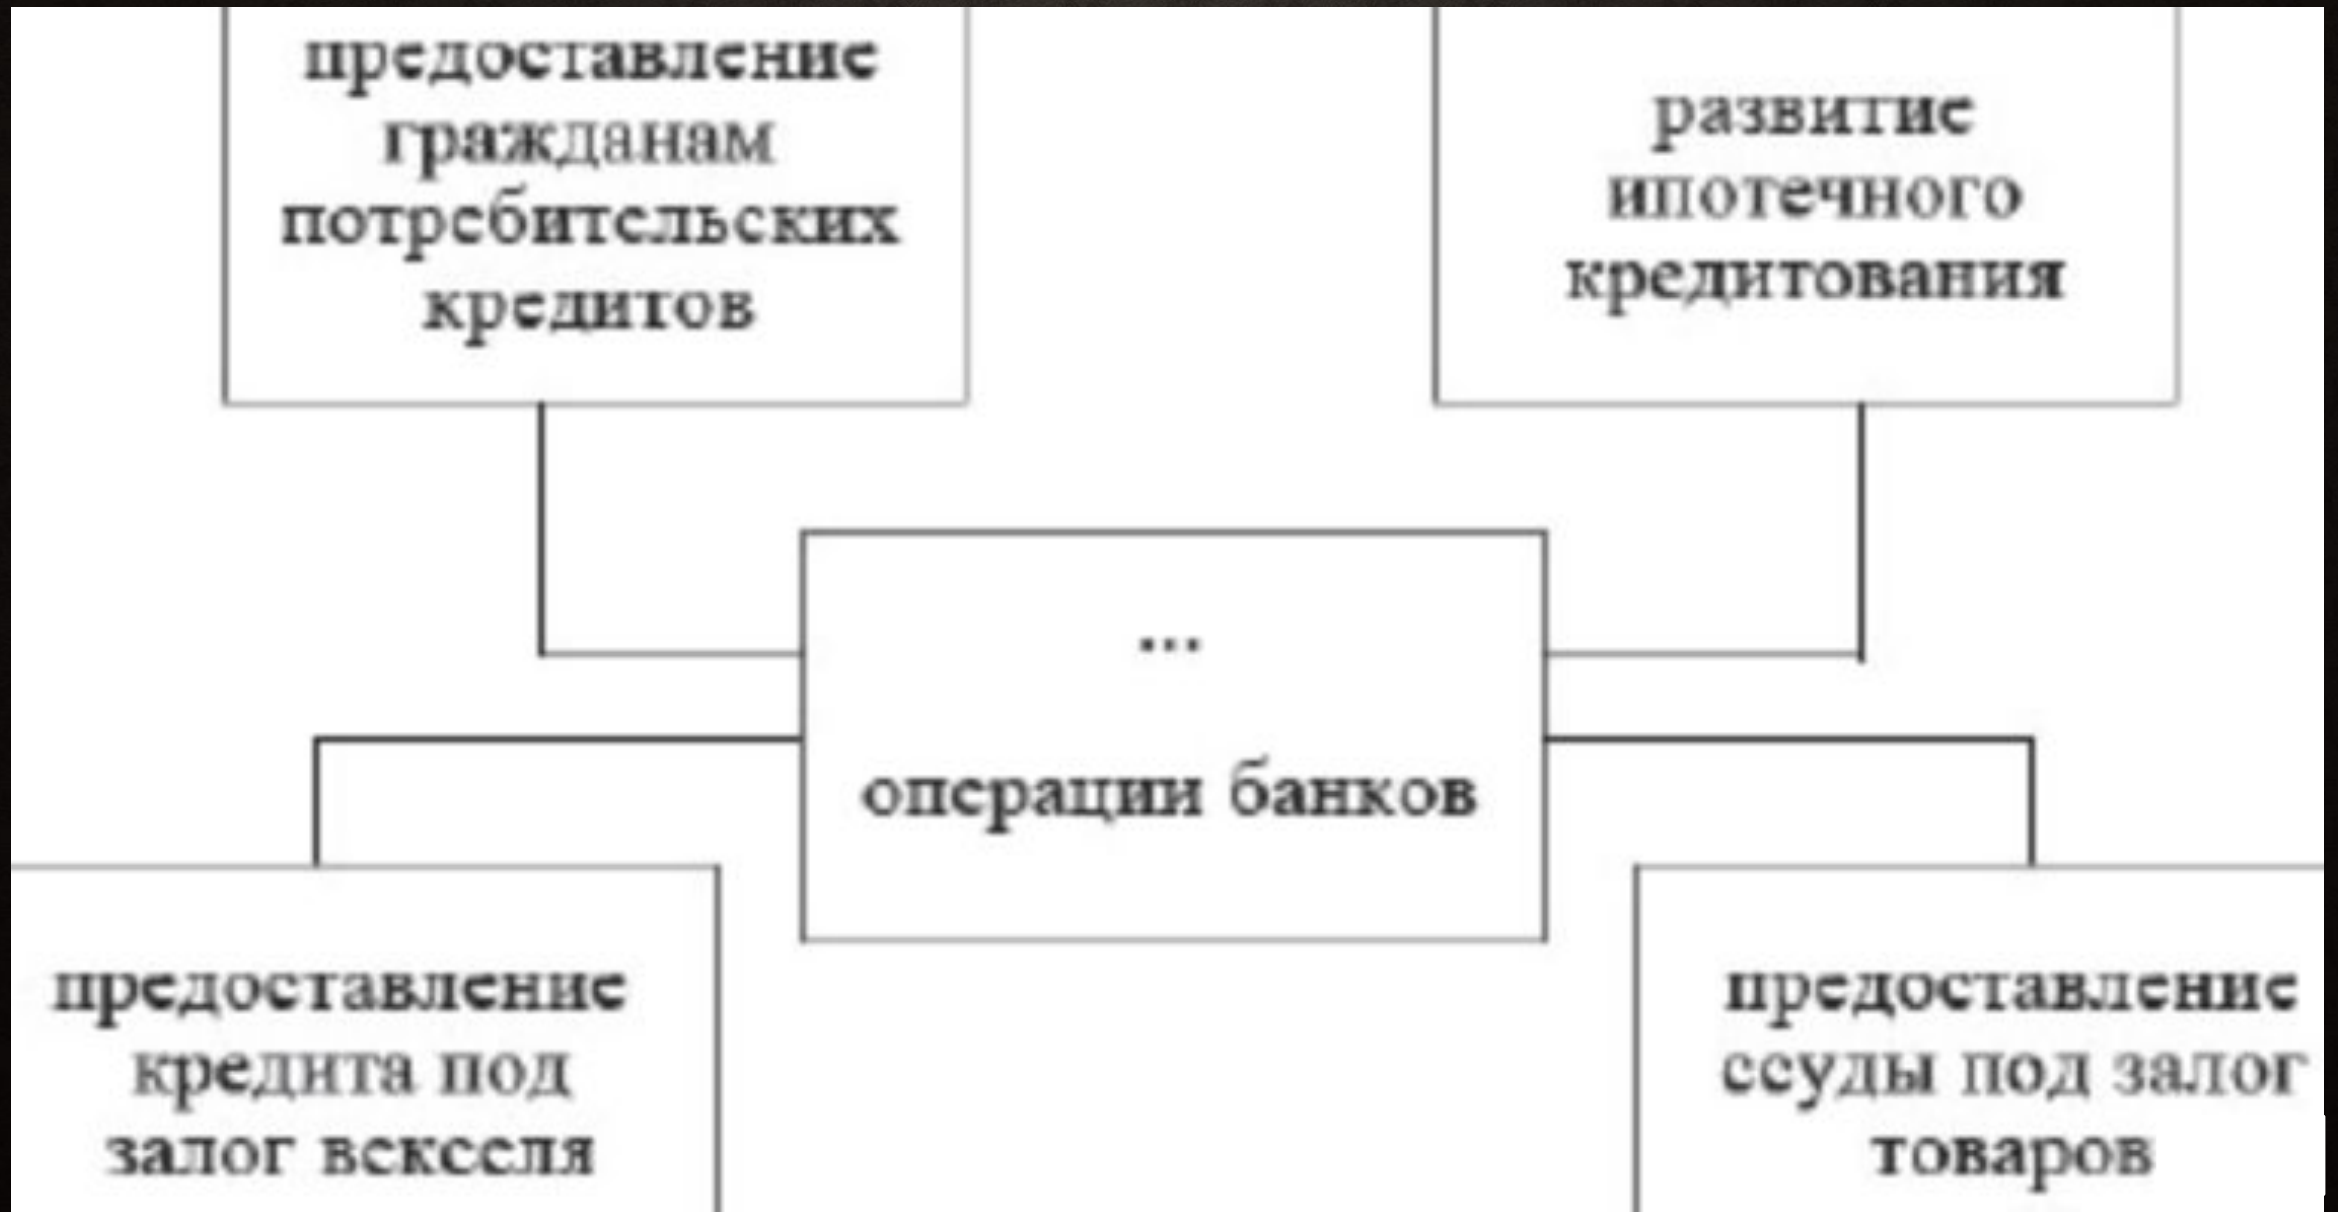 предоставление
гражданам
потребительских
кредитов
развитие
ипотечного
кредитования
...
операции банков
предоставление
кредита под
залог векселя
предоставление
ссуды под залог
товаров